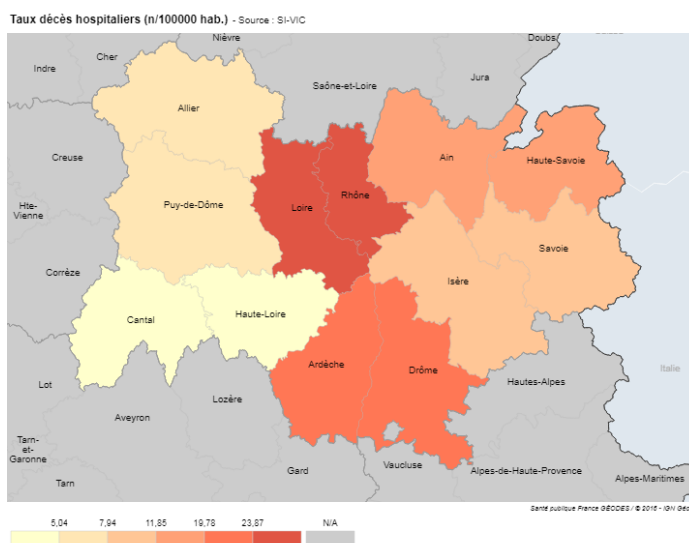 Taux décès hospitaliers (n/100000 hab.) - Source : SI-VIC
Nièvre
Doubs
Cher
Indre
Saône-et-Loire
Jura
Allier
Creuse
Ain
Haute-Savoie
Rhône
Hte-
Vienne
Puy-de-Dôme
Loire
Savoie
Corrèze
Isère
Cantal
Haute-Loire
Ardèche
Drôme
Italie
Lot
Hautes-Alpes
Lozère
Aveyron
Tarn-
et-
Garonne
Gard
Vaucluse
Alpes-de-Haute-Provence
Tarn
Alpes-Maritimes
Santé publique France GÉODES / © 2016 - IGN Géo
5,04 7,94 11,85 19,78 23,87 N/A